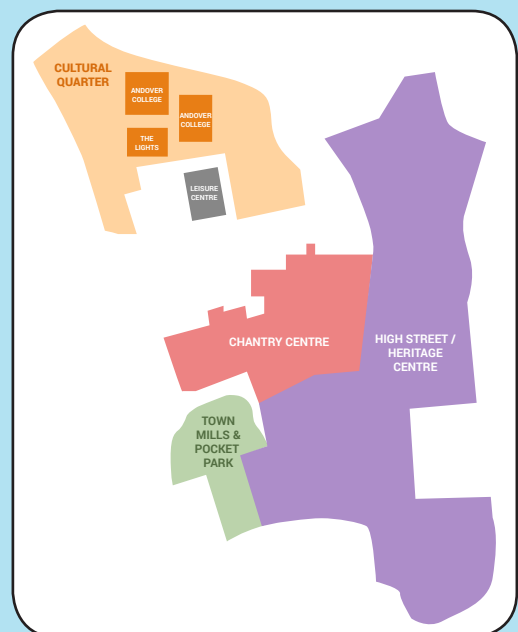 CULTURAL
QUARTER
ANDOVER
COLLEGE
ANDOVER
COLLEGE
THE
LIGHTS
LEISURE
CENTRE
CHANTRY CENTRE
HIGH STREET /
HERITAGE
CENTRE
TOWN
MILLS &
POCKET
PARK